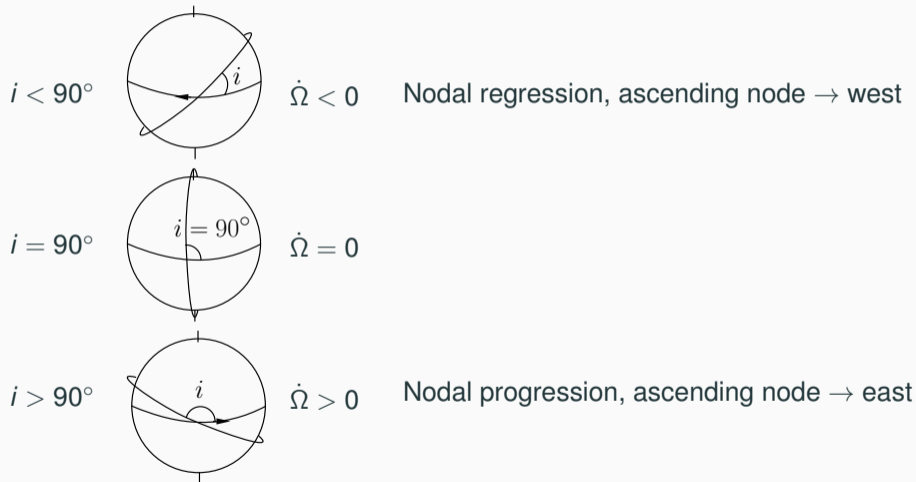 i
i < 90° Ω̇ < 0 Nodal regression, ascending node → west
i = 90°
i = 90° Ω̇ = 0
i
i > 90° Ω̇ > 0 Nodal progression, ascending node → east